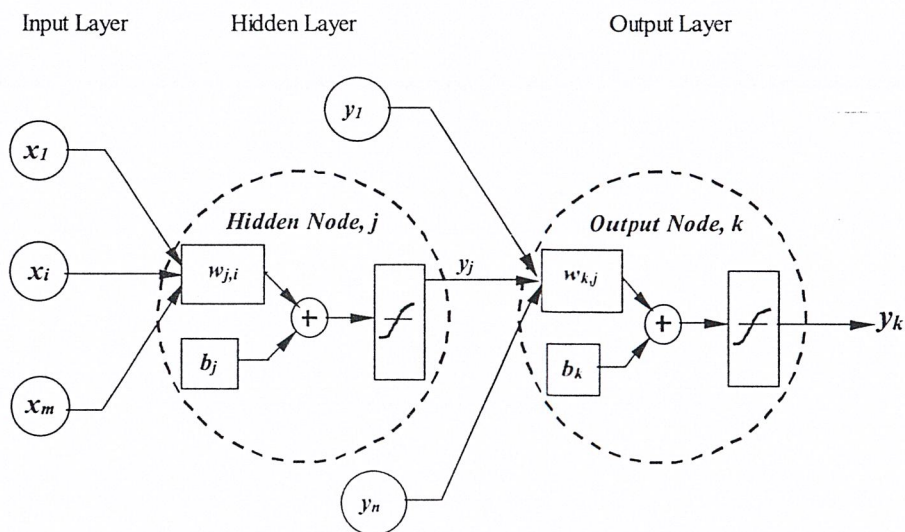 Input Layer Hidden Layer Output Layer
y1
x1
Hidden Node, j Output Node, k
xi wj,i yj wk,j
+ + yk
bj bk
xm
yn